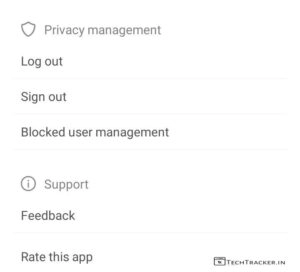 Privacy management
Log out
Sign out
Blocked user management
Support
Feedback
Rate this app
TechTracker.in